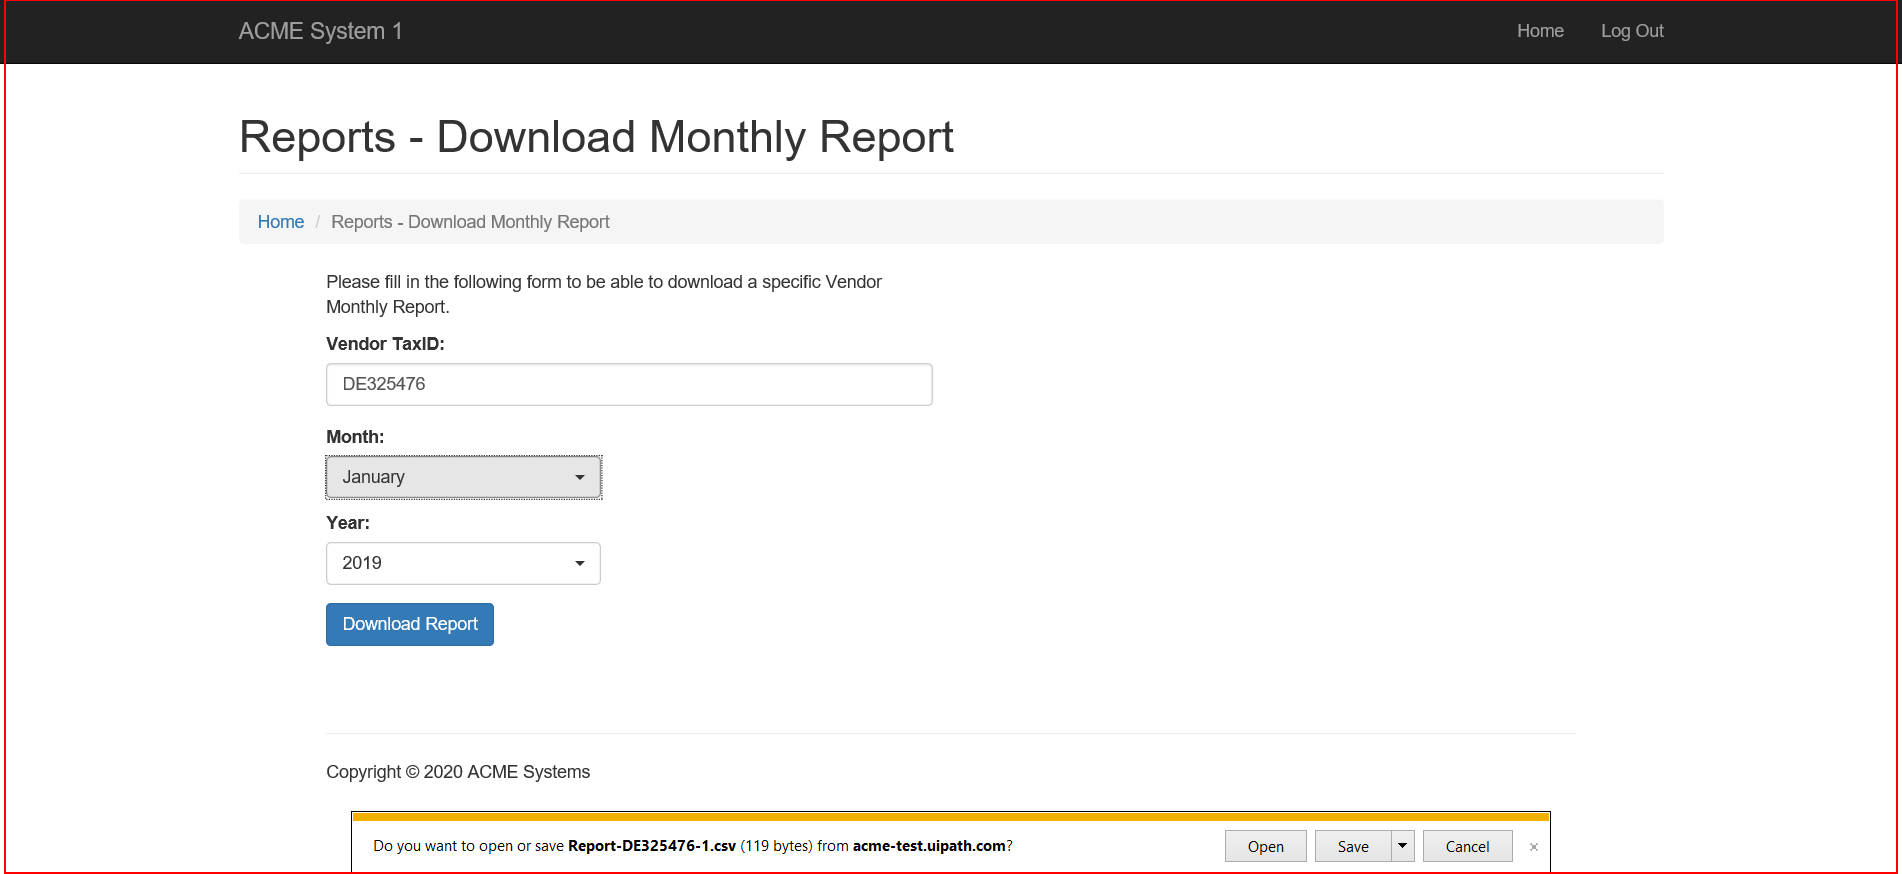 ACME System 1 Home Log Out
Reports - Download Monthly Report
Home / Reports - Download Monthly Report
Please fill in the following form to be able to download a specific Vendor
Monthly Report.
Vendor TaxID:
DE325476
Month:
January
Year:
2019
Download Report
Copyright © 2020 ACME Systems
Do you want to open or save Report-DE325476-1.csv (119 bytes) from acme-test.uipath.com? Open Save Cancel ×